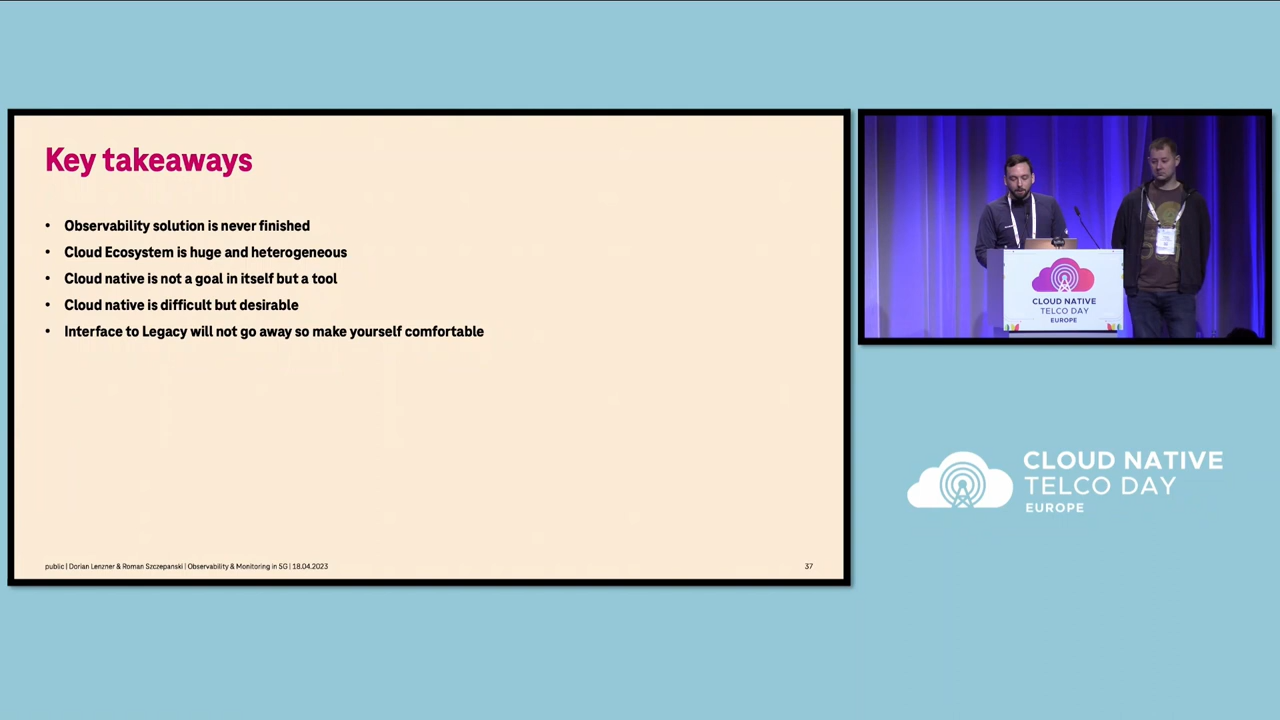 Key takeaways
• Observability solution is never finished
• Cloud Ecosystem is huge and heterogeneous
• Cloud native is not a goal in itself but a tool
• Cloud native is difficult but desirable
• Interface to Legacy will not go away so make yourself comfortable
public | Dorian Lenzner & Roman Szczepanski | Observability & Monitoring in 5G | 18.04.2023
37
CLOUD NATIVE
TELCO DAY
EUROPE
CLOUD NATIVE
TELCO DAY
EUROPE